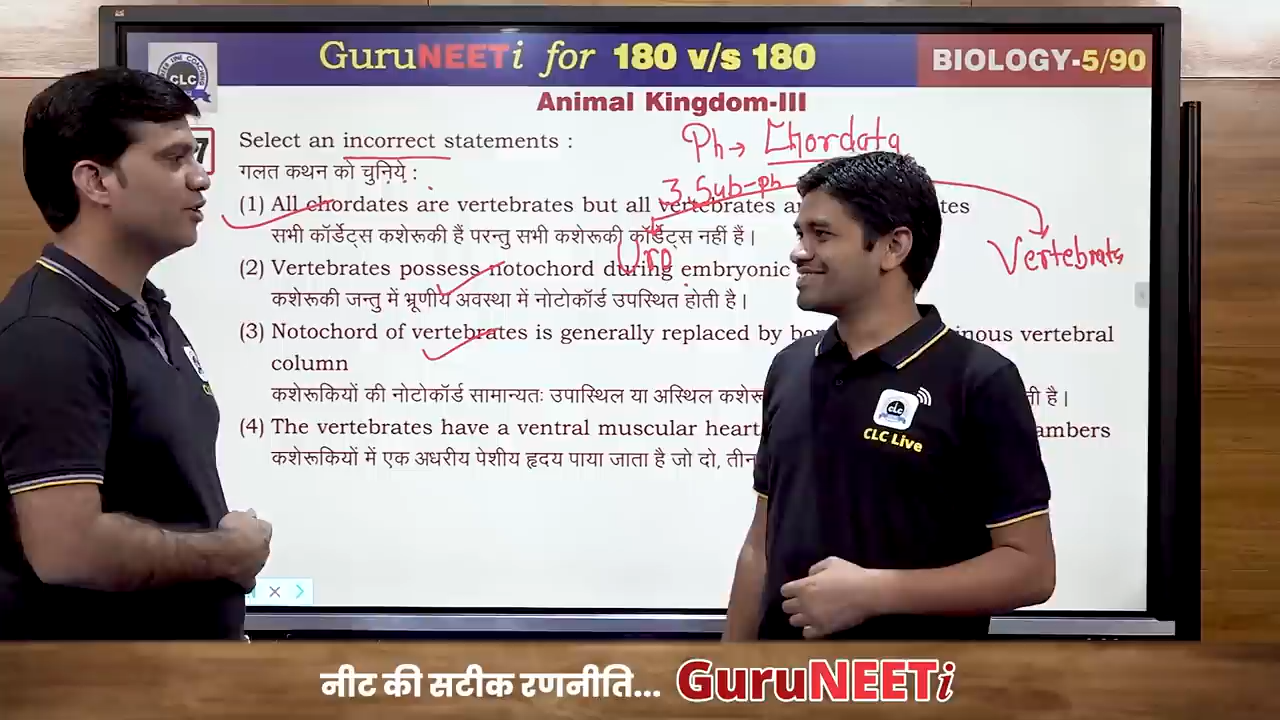 GuruNEETi for 180 v/s 180
BIOLOGY-5/90
CLC
Animal Kingdom-III
7
Select an incorrect statements :
Ph → Chordata
गलत कथन को चुनिये :
3. Sub-ph
(1) All chordates are vertebrates but all vertebrates
सभी कॉर्डेट्स कशेरूकी हैं परन्तु सभी कशेरूकी कॉर्डेट्स नहीं हैं।
Uro
Vertebrats
(2) Vertebrates possess notochord during embryonic
कशेरूकी जन्तु में भ्रूणीय अवस्था में नोटोकॉर्ड उपस्थित होती है।
(3) Notochord of vertebrates is generally replaced by vertebral
column
कशेरूकियों की नोटोकॉर्ड सामान्यतः उपास्थिल या अस्थिल है।
(4) The vertebrates have a ventral muscular heart
कशेरूकियों में एक अधरीय पेशीय हृदय पाया जाता है जो दो, तीन
CLC
CLC Live
नीट की सटीक रणनीति... GuruNEETi